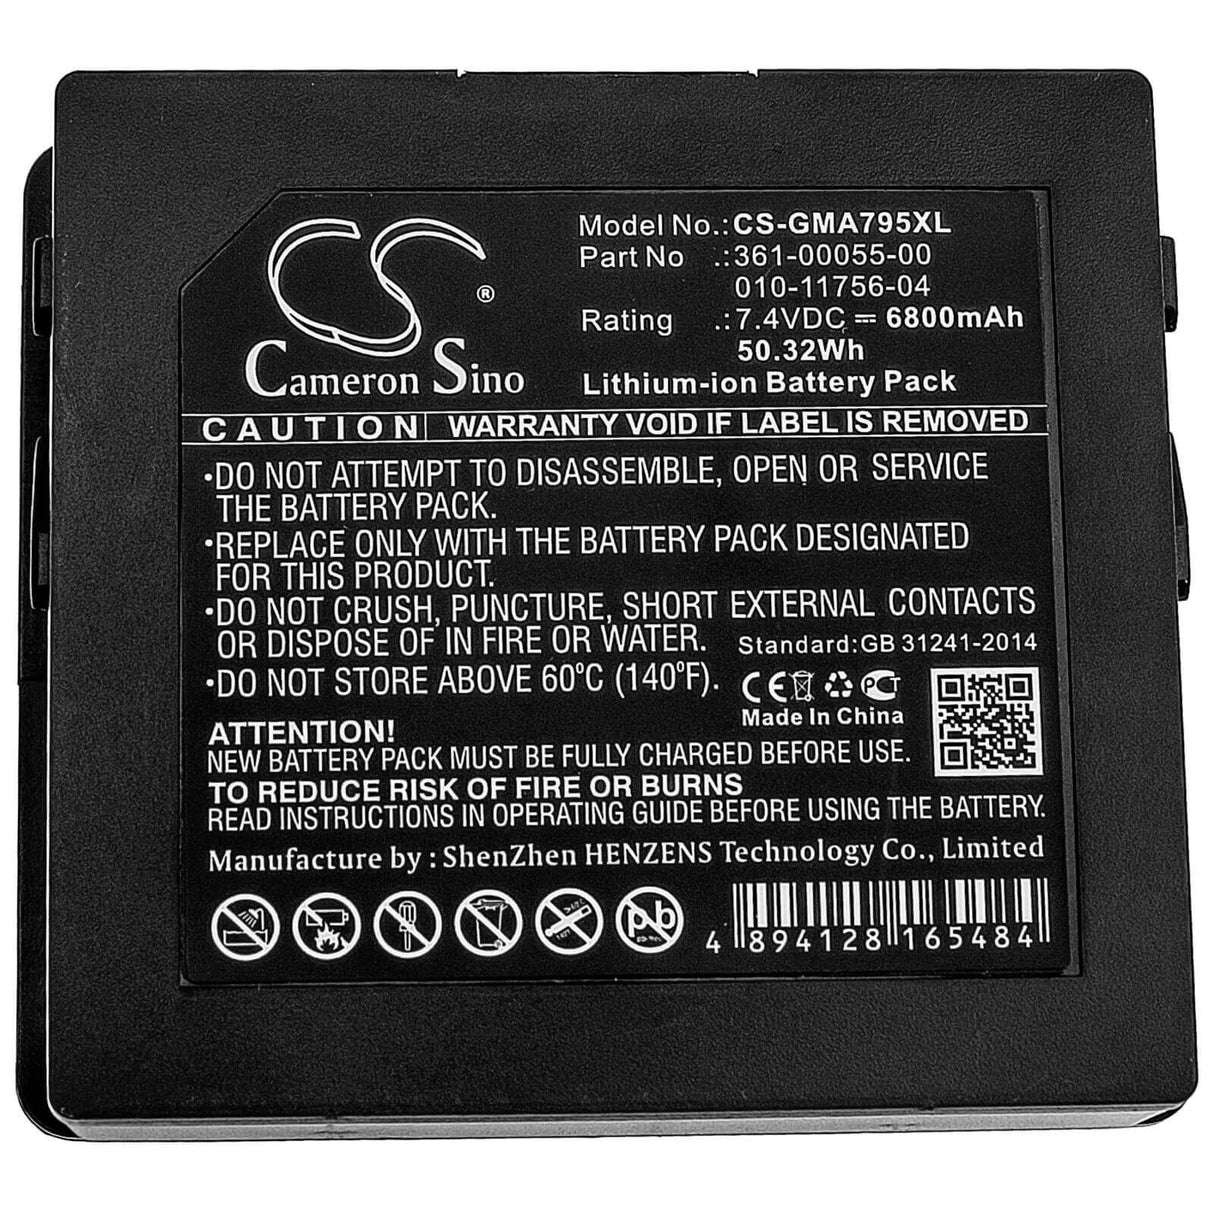 CS®
Cameron Sino
Model No.: CS-GMA795XL
Part No .: 361-00055-00
010-11756-04
Rating .: 7.4VDC ⎓ 6800mAh
50.32Wh
Lithium-ion Battery Pack
CAUTION WARRANTY VOID IF LABEL IS REMOVED
•DO NOT ATTEMPT TO DISASSEMBLE, OPEN OR SERVICE
THE BATTERY PACK.
•REPLACE ONLY WITH THE BATTERY PACK DESIGNATED
FOR THIS PRODUCT.
•DO NOT CRUSH, PUNCTURE, SHORT EXTERNAL CONTACTS
OR DISPOSE OF IN FIRE OR WATER.
Standard:GB 31241-2014
•DO NOT STORE ABOVE 60°C (140°F).
CE PCT
Made In China
ATTENTION!
NEW BATTERY PACK MUST BE FULLY CHARGED BEFORE USE.
TO REDUCE RISK OF FIRE OR BURNS
READ INSTRUCTIONS IN OPERATING GUIDE BEFORE USING THE BATTERY.
Manufacture by : ShenZhen HENZENS Technology Co., Limited
pb
4 894128 165484